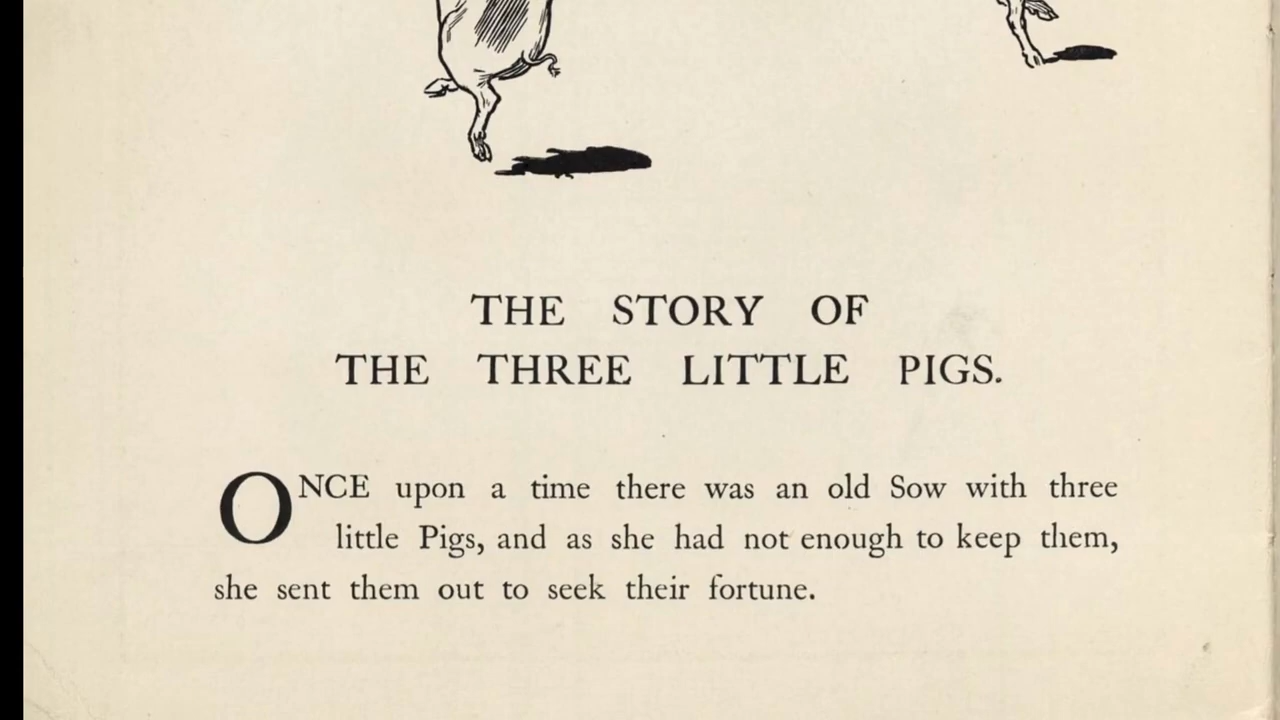 THE STORY OF
THE THREE LITTLE PIGS.
ONCE upon a time there was an old Sow with three
little Pigs, and as she had not enough to keep them,
she sent them out to seek their fortune.